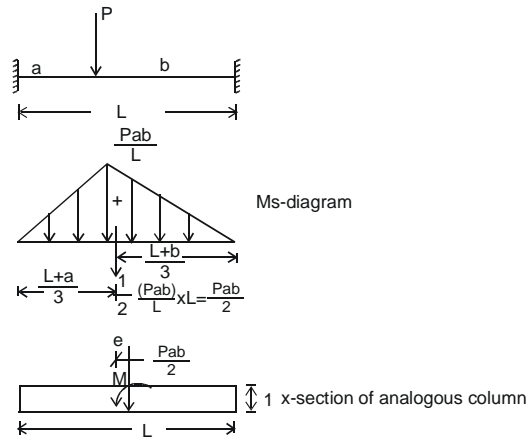 P
a b
L
Pab
L
+
Ms-diagram
L+b
3
L+a
3
1
2
(Pab)
L
xL=
Pab
2
e
Pab
2
M
1 x-section of analogous column
L